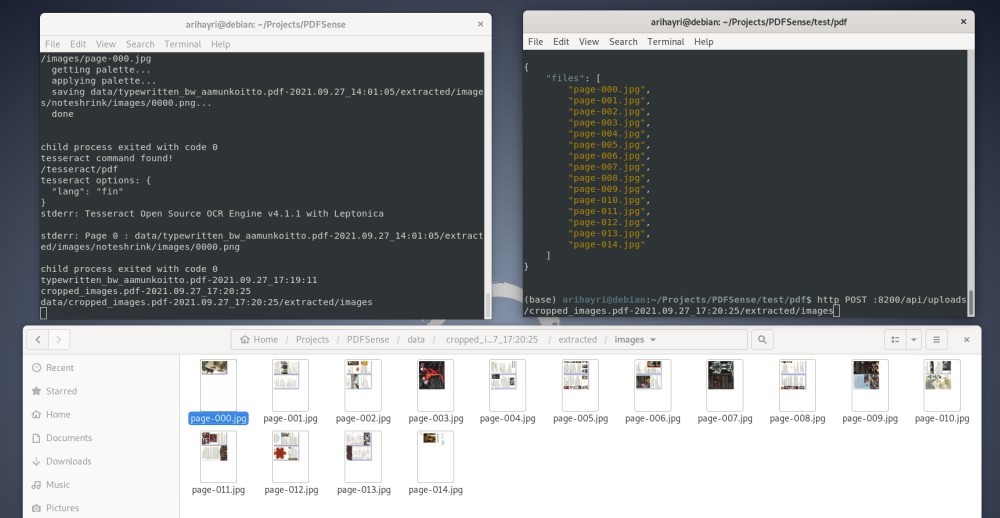 arihayri@debian: ~/Projects/PDFSense
File Edit View Search Terminal Help
/images/page-000.jpg
getting palette...
applying palette...
saving data/typewritten_bw_aamunkoitto.pdf-2021.09.27_14:01:05/extracted/image
s/noteshrink/images/0000.png...
done
child process exited with code 0
tesseract command found!
/tesseract/pdf
tesseract options: {
"lang": "fin"
}
stderr: Tesseract Open Source OCR Engine v4.1.1 with Leptonica
stderr: Page 0 : data/typewritten_bw_aamunkoitto.pdf-2021.09.27_14:01:05/extract
ed/images/noteshrink/images/0000.png
child process exited with code 0
typewritten_bw_aamunkoitto.pdf-2021.09.27_17:19:11
cropped_images.pdf-2021.09.27_17:20:25
data/cropped_images.pdf-2021.09.27_17:20:25/extracted/images
arihayri@debian: ~/Projects/PDFSense/test/pdf
File Edit View Search Terminal Help
{
"files": [
"page-000.jpg",
"page-001.jpg",
"page-002.jpg",
"page-003.jpg",
"page-004.jpg",
"page-005.jpg",
"page-006.jpg",
"page-007.jpg",
"page-008.jpg",
"page-009.jpg",
"page-010.jpg",
"page-011.jpg",
"page-012.jpg",
"page-013.jpg",
"page-014.jpg"
]
}
(base) arihayri@debian:~/Projects/PDFSense/test/pdf$ http POST :8200/api/uploads
/cropped_images.pdf-2021.09.27_17:20:25/extracted/images
Home / Projects / PDFSense / data / cropped_i...7_17:20:25 / extracted / images
Recent
Starred
Home
Documents
Downloads
Music
Pictures
page-000.jpg page-001.jpg page-002.jpg page-003.jpg page-004.jpg page-005.jpg page-006.jpg page-007.jpg page-008.jpg page-009.jpg page-010.jpg
page-011.jpg page-012.jpg page-013.jpg page-014.jpg